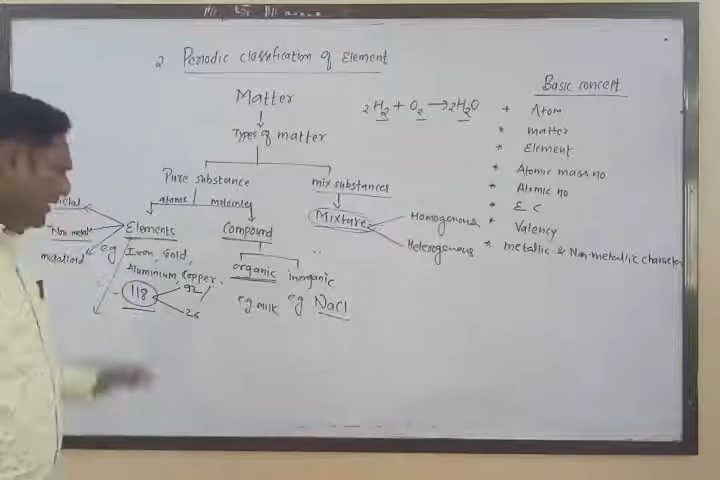 2 Periodic classification of Element
Matter
Types of matter
Pure substance
mix substances
atoms molecules
Elements
Compound
Mixture
Homogenous
Heterogenous
Non metal
metalloid
eg Iron, Gold,
Aluminium, Copper.
118
92
26
organic
inorganic
eg milk
eg Nacl
2H2 + O2 → 2H2O
Basic concept
* Atom
* matter
* Element
* Atomic mass no
* Atomic no
* E C
* Valency
* metallic & Non-metallic character